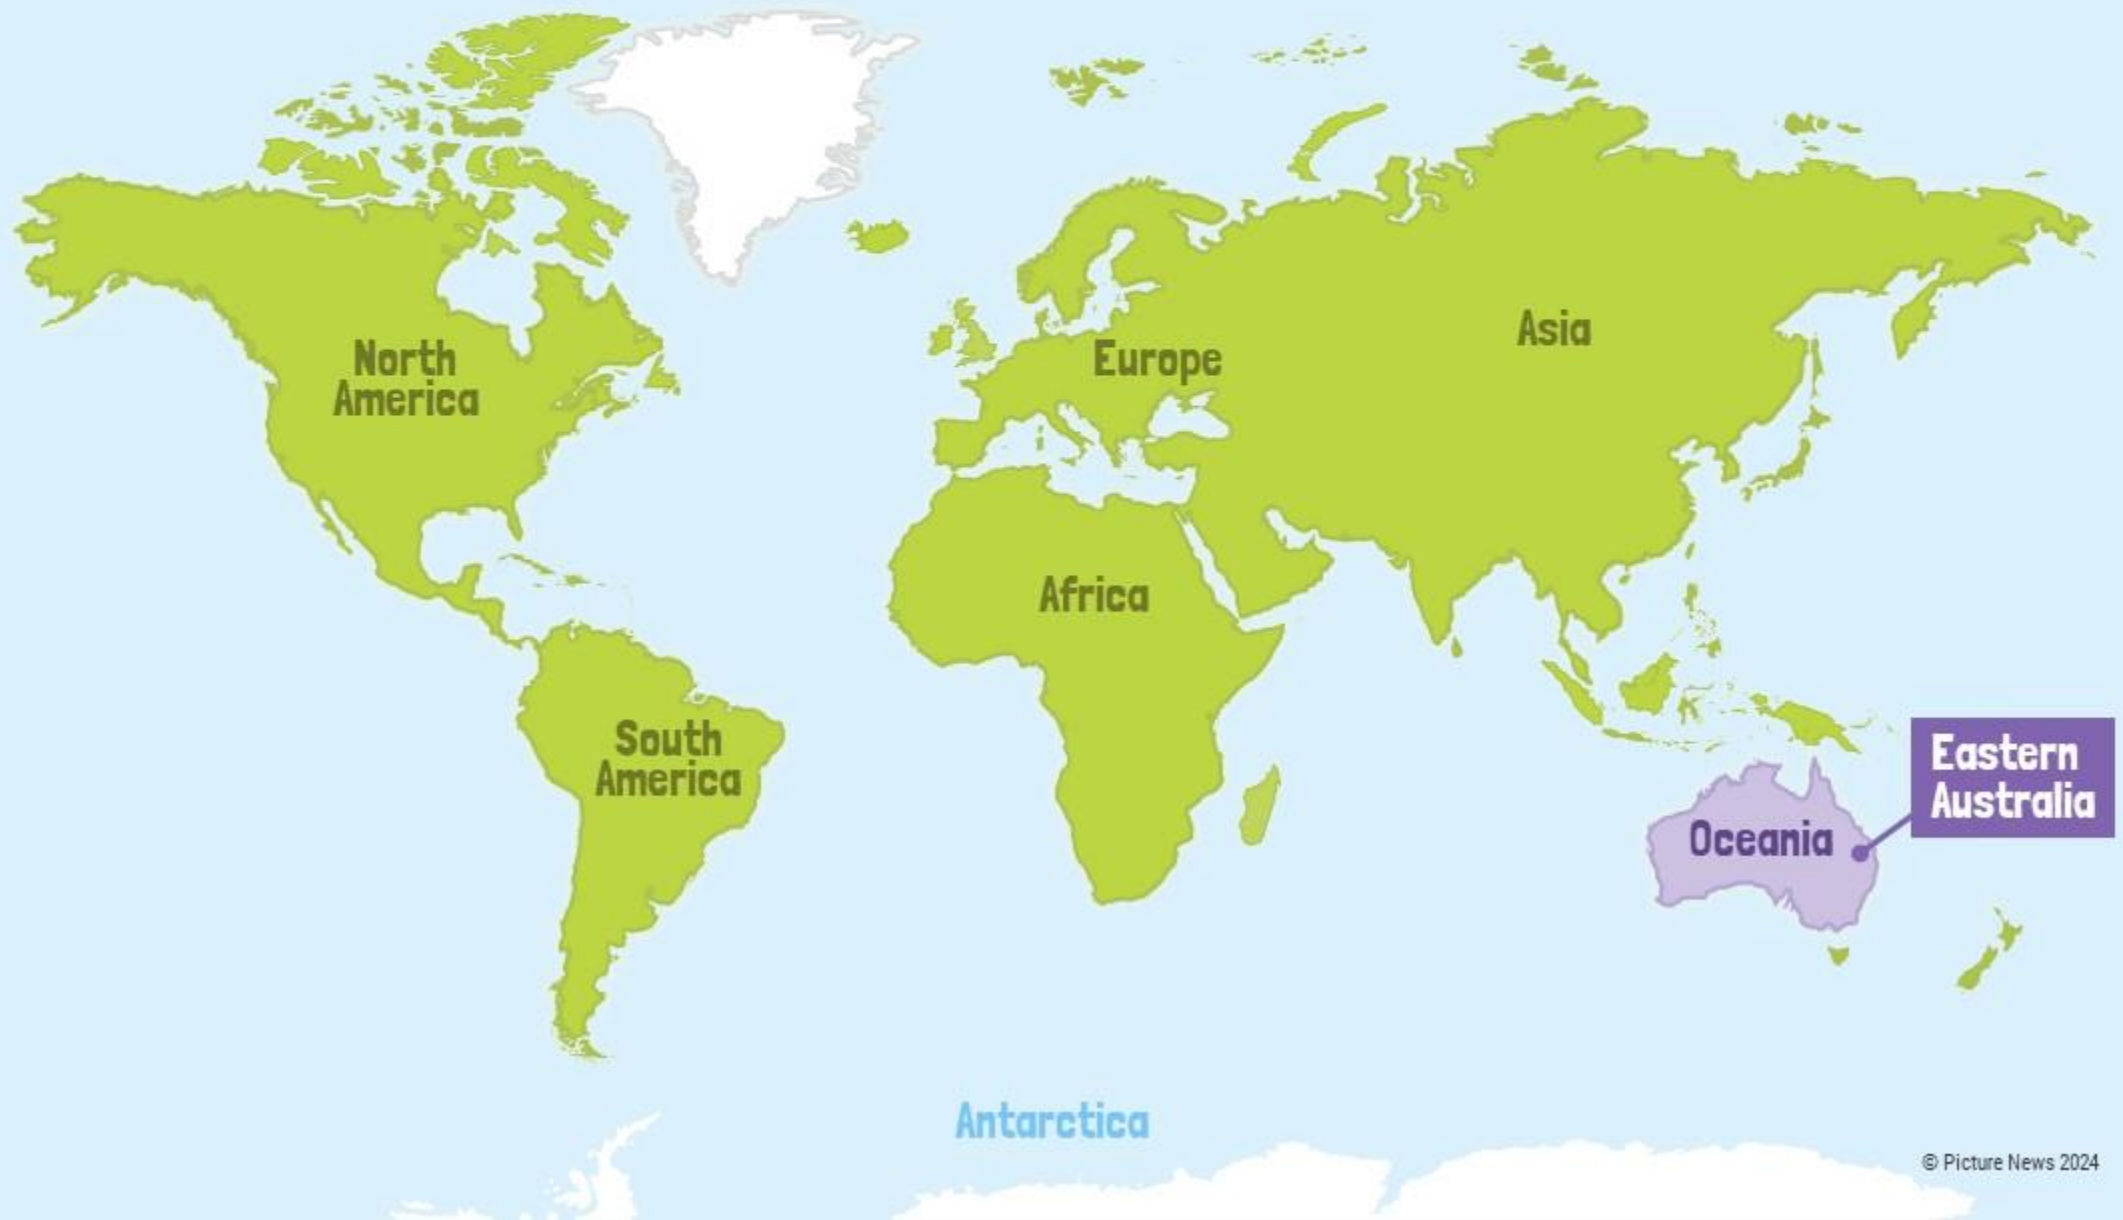 North
America
Europe
Asia
Africa
South
America
Eastern
Australia
Oceania
Antarctica
© Picture News 2024